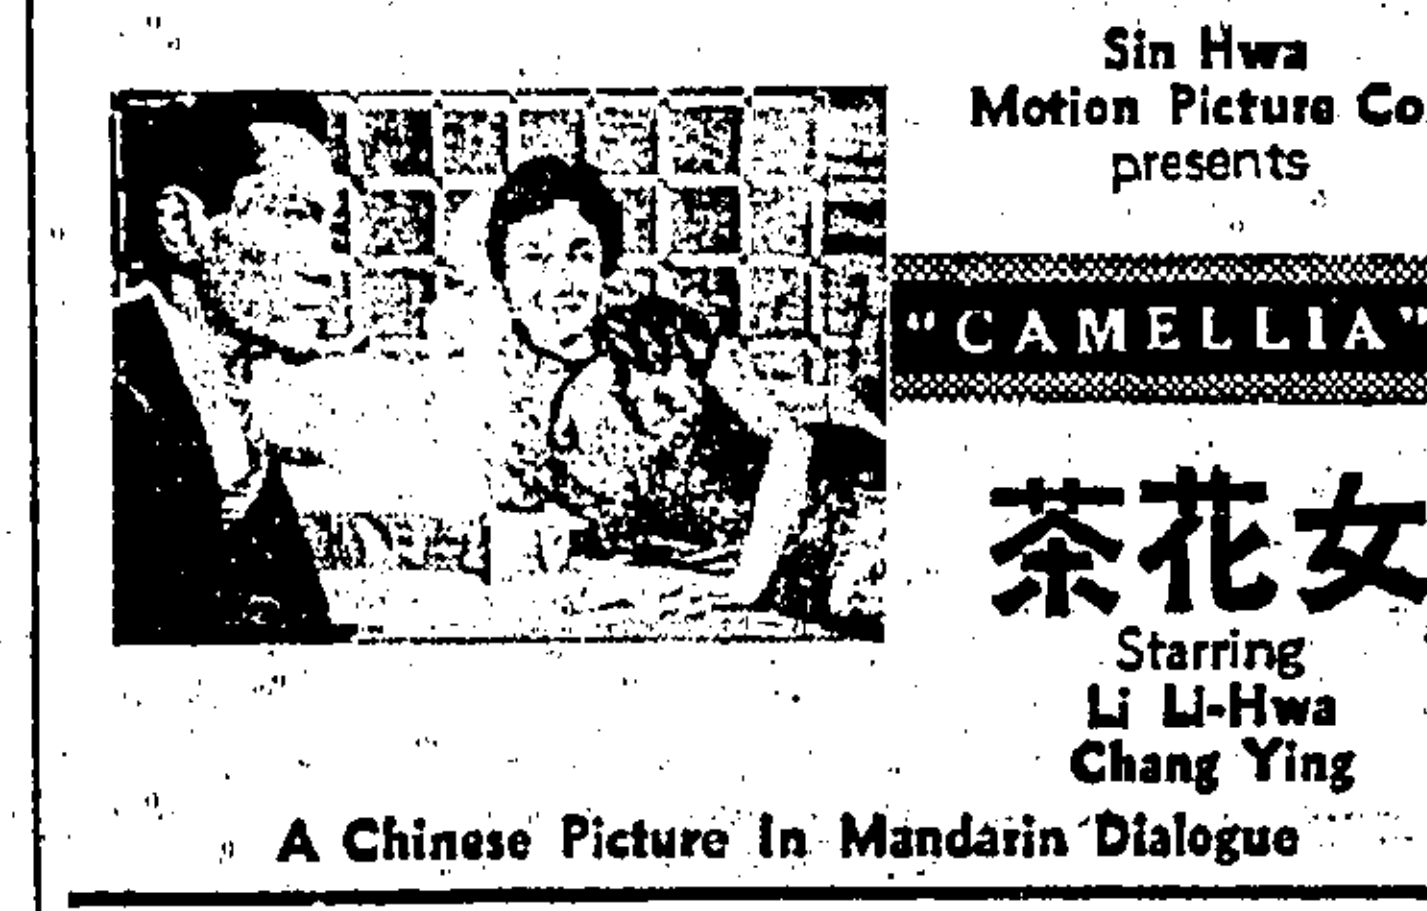 Sin Hwa
Motion Picture Co
presents
"CAMELLIA"
茶花女
Starring
Li Li-Hwa
Chang Ying
A Chinese Picture In Mandarin Dialogue